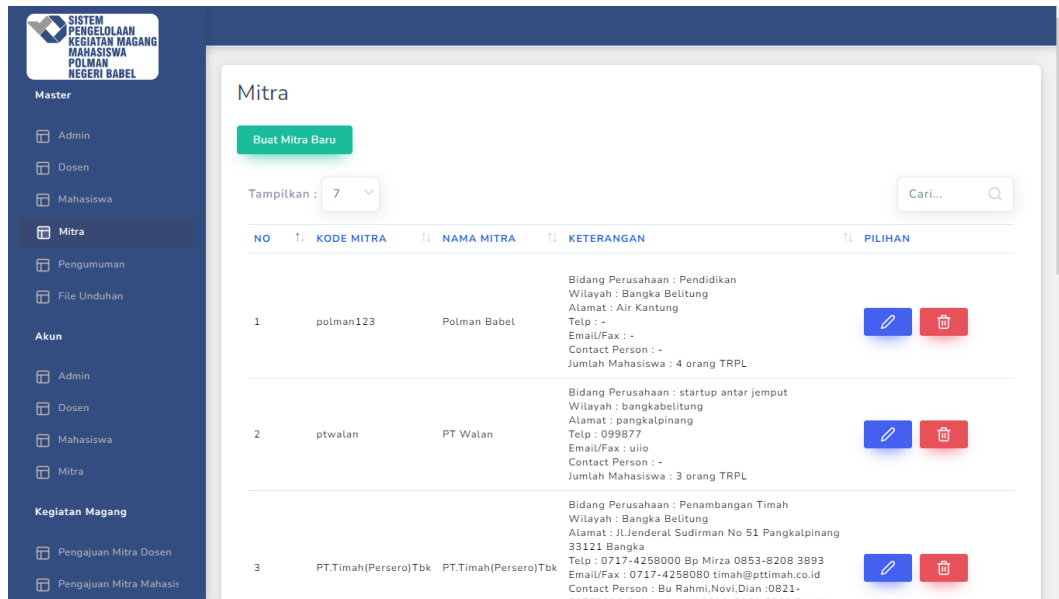 SISTEM
PENGELOLAAN
KEGIATAN MAGANG
MAHASISWA
POLMAN
NEGERI BABEL
Master
Admin
Dosen
Mahasiswa
Mitra
Pengumuman
File Unduhan
Akun
Admin
Dosen
Mahasiswa
Mitra
Kegiatan Magang
Pengajuan Mitra Dosen
Pengajuan Mitra Mahasis
Mitra
Buat Mitra Baru
Tampilkan : 7
Cari...
NO KODE MITRA NAMA MITRA KETERANGAN PILIHAN
1 polman123 Polman Babel
Bidang Perusahaan : Pendidikan
Wilayah : Bangka Belitung
Alamat : Air Kantung
Telp : -
Email/Fax : -
Contact Person : -
Jumlah Mahasiswa : 4 orang TRPL
2 ptwalan PT Walan
Bidang Perusahaan : startup antar jemput
Wilayah : bangkabelitung
Alamat : pangkalpinang
Telp : 099877
Email/Fax : uiio
Contact Person : -
Jumlah Mahasiswa : 3 orang TRPL
3 PT.Timah(Persero)Tbk PT.Timah(Persero)Tbk
Bidang Perusahaan : Penambangan Timah
Wilayah : Bangka Belitung
Alamat : Jl.Jenderal Sudirman No 51 Pangkalpinang
33121 Bangka
Telp : 0717-4258000 Bp Mirza 0853-8208 3893
Email/Fax : 0717-4258080 timah@pttimah.co.id
Contact Person : Bu Rahmi,Novi,Dian :0821-